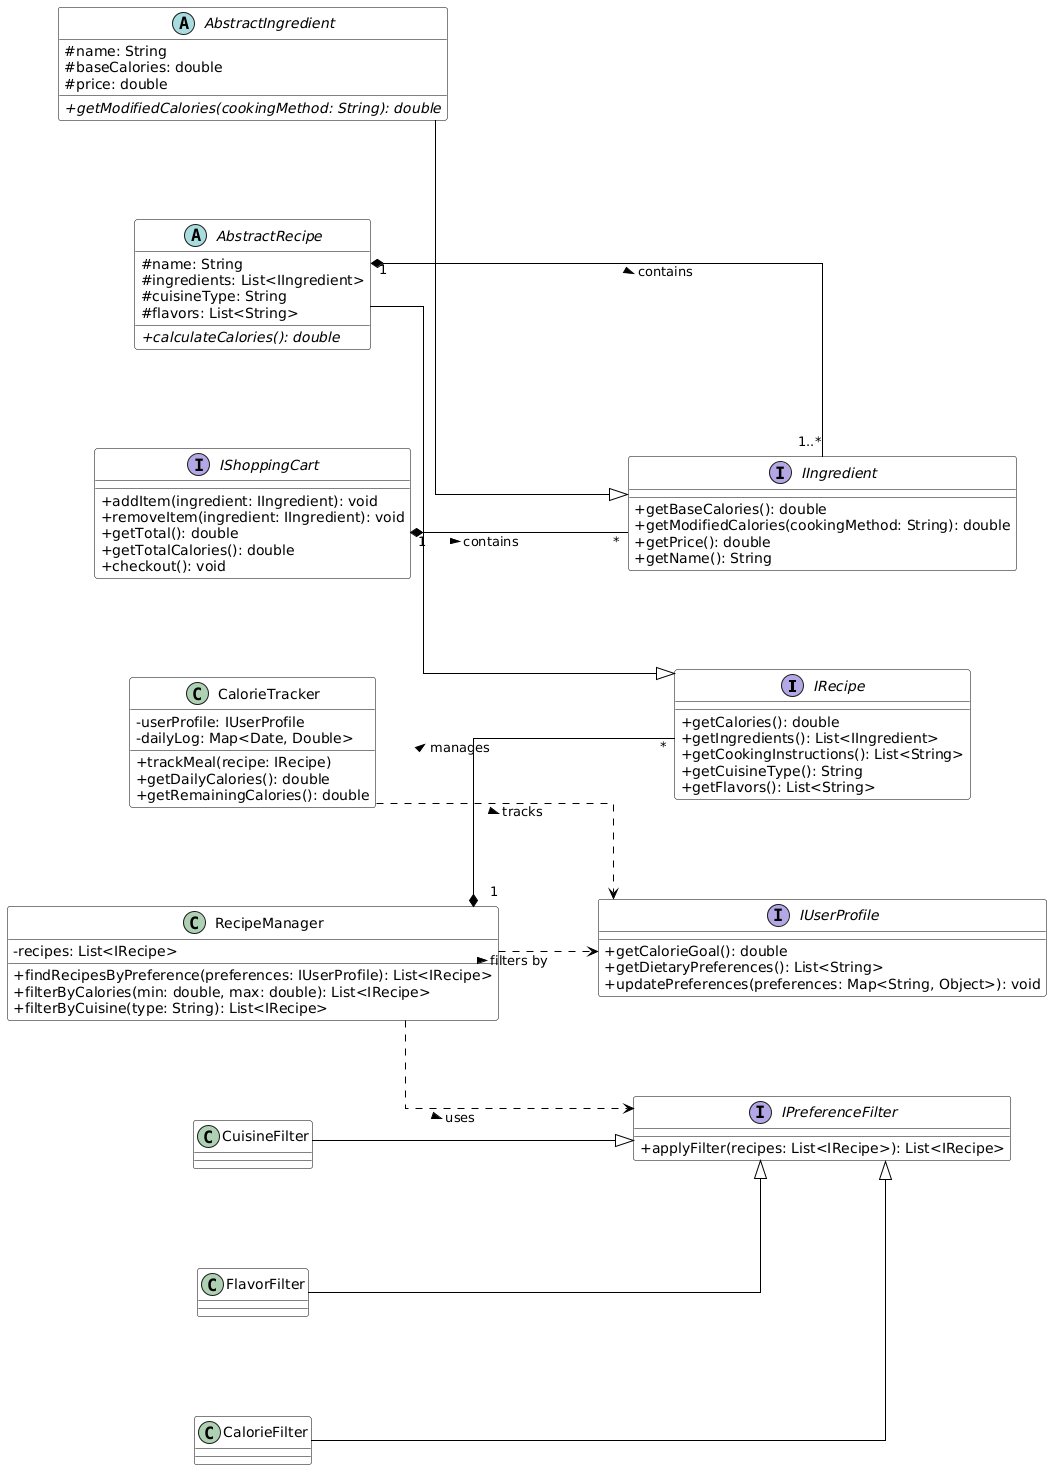 A AbstractIngredient
#name: String
#baseCalories: double
#price: double
+getModifiedCalories(cookingMethod: String): double
A AbstractRecipe
#name: String
#ingredients: List<IIngredient>
#cuisineType: String
#flavors: List<String>
+calculateCalories(): double
1
contains
1..*
I IShoppingCart
+addItem(ingredient: IIngredient): void
+removeItem(ingredient: IIngredient): void
+getTotal(): double
+getTotalCalories(): double
+checkout(): void
1
contains
*
I IIngredient
+getBaseCalories(): double
+getModifiedCalories(cookingMethod: String): double
+getPrice(): double
+getName(): String
C CalorieTracker
-userProfile: IUserProfile
-dailyLog: Map<Date, Double>
+trackMeal(recipe: IRecipe)
+getDailyCalories(): double
+getRemainingCalories(): double
manages
*
tracks
1
I IRecipe
+getCalories(): double
+getIngredients(): List<IIngredient>
+getCookingInstructions(): List<String>
+getCuisineType(): String
+getFlavors(): List<String>
C RecipeManager
-recipes: List<IRecipe>
+findRecipesByPreference(preferences: IUserProfile): List<IRecipe>
+filterByCalories(min: double, max: double): List<IRecipe>
+filterByCuisine(type: String): List<IRecipe>
filters by
I IUserProfile
+getCalorieGoal(): double
+getDietaryPreferences(): List<String>
+updatePreferences(preferences: Map<String, Object>): void
uses
I IPreferenceFilter
+applyFilter(recipes: List<IRecipe>): List<IRecipe>
C CuisineFilter
C FlavorFilter
C CalorieFilter